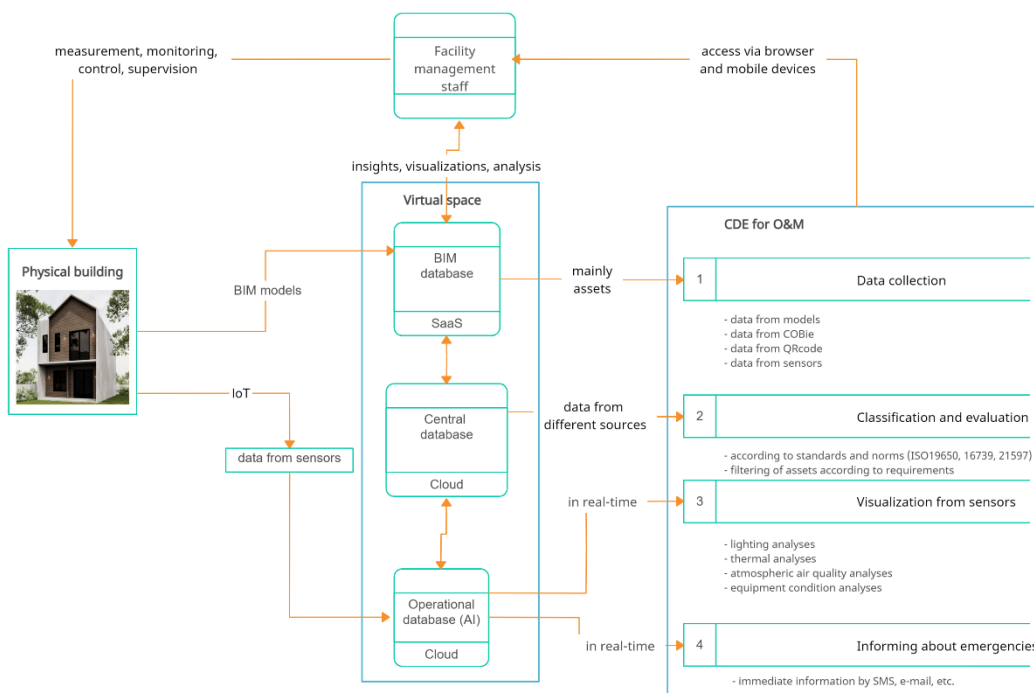 measurement, monitoring,
control, supervision
Facility
management
staff
access via browser
and mobile devices
insights, visualizations, analysis
Virtual space
CDE for O&M
Physical building
BIM models
BIM
database
SaaS
mainly
assets
1
Data collection
- data from models
- data from COBie
- data from QRcode
- data from sensors
IoT
data from sensors
Central
database
Cloud
data from
different sources
2
Classification and evaluation
- according to standards and norms (ISO19650, 16739, 21597)
- filtering of assets according to requirements
in real-time
3
Visualization from sensors
- lighting analyses
- thermal analyses
- atmospheric air quality analyses
- equipment condition analyses
Operational
database (AI)
Cloud
in real-time
4
Informing about emergencies
- immediate information by SMS, e-mail, etc.